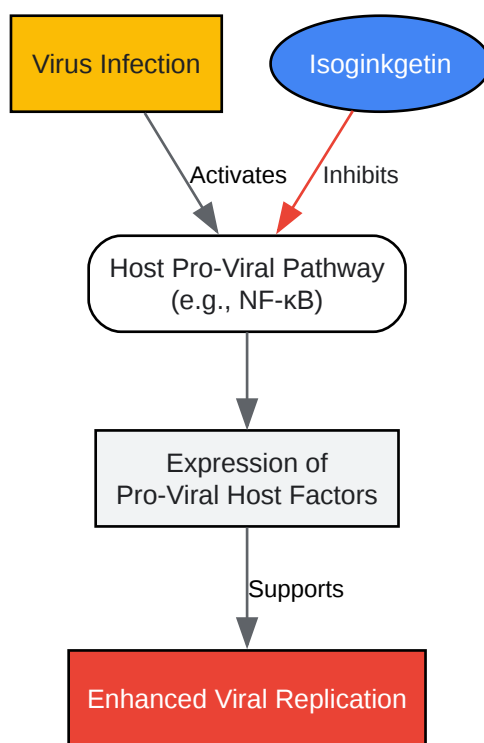 Virus Infection
Isoginkgetin
Activates
Inhibits
Host Pro-Viral Pathway
(e.g., NF-κB)
Expression of
Pro-Viral Host Factors
Supports
Enhanced Viral Replication